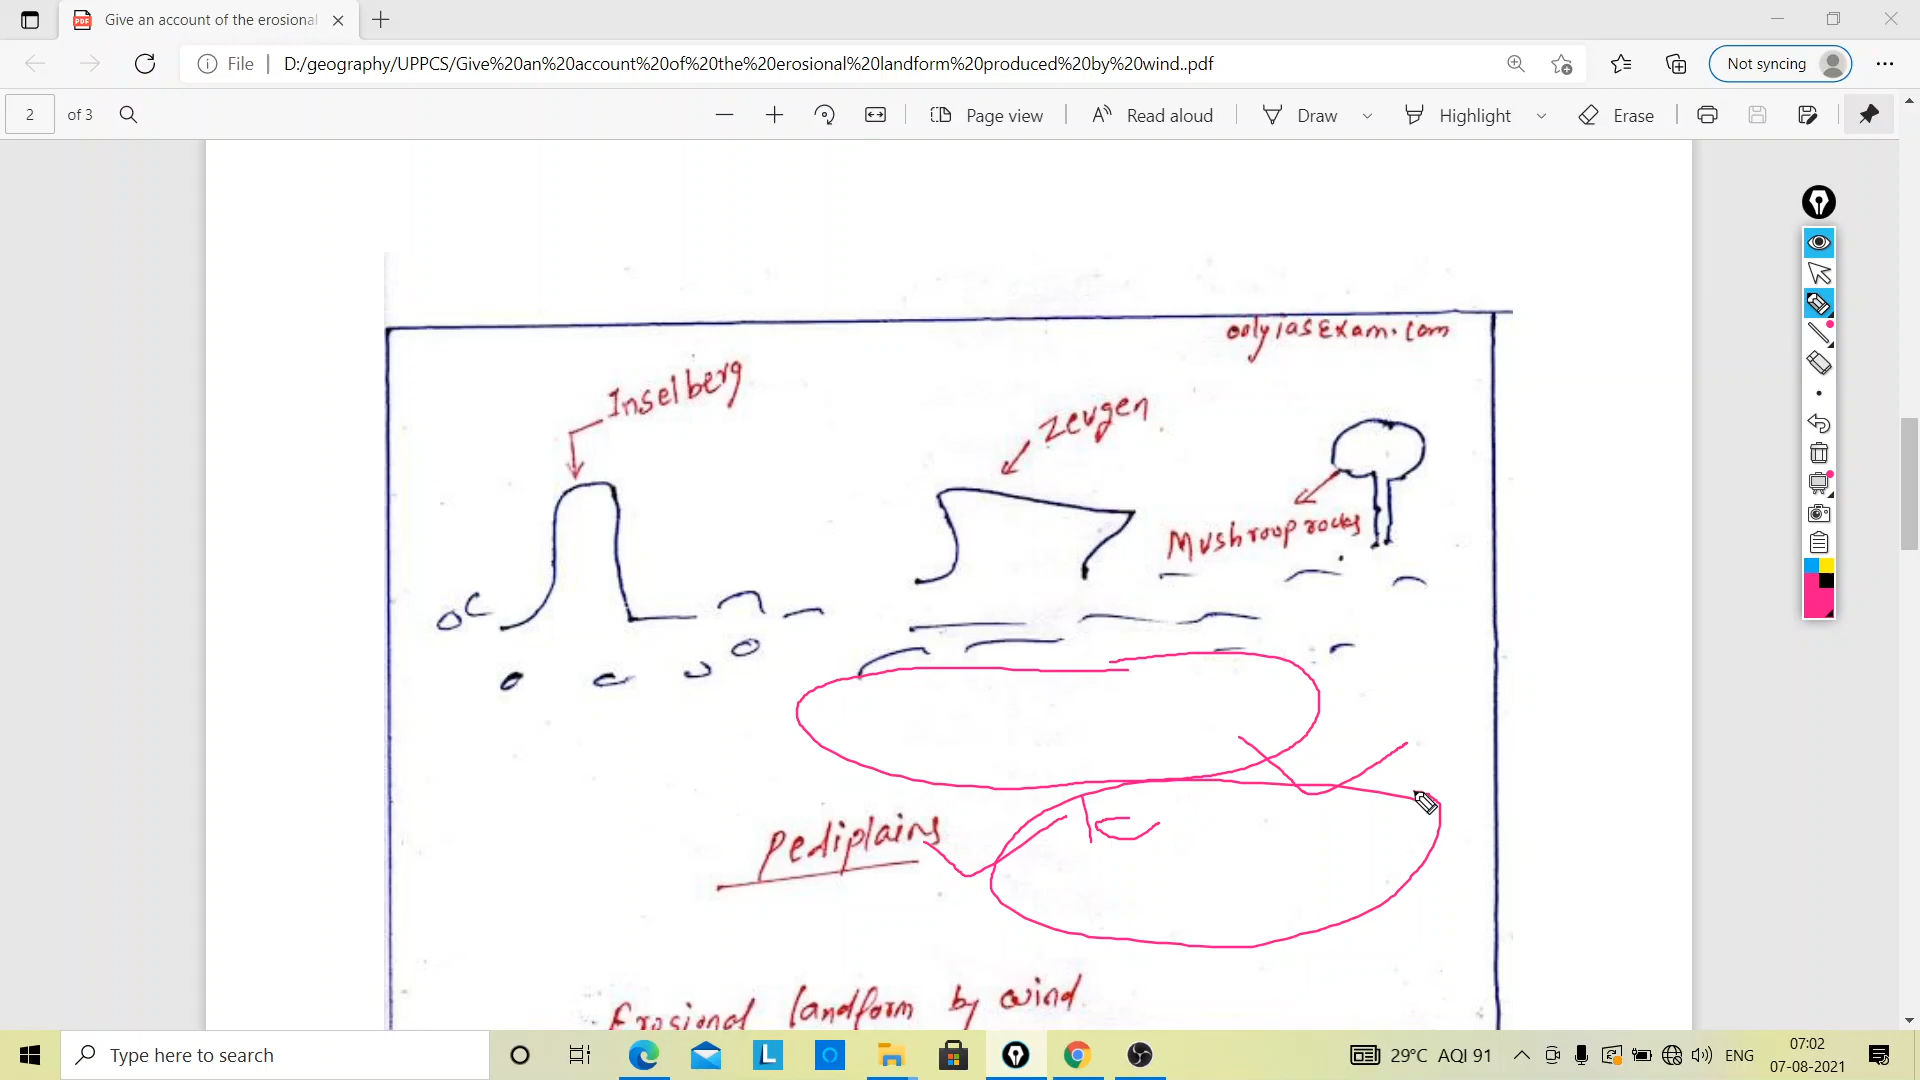 Give an account of the erosional
File D:/geography/UPPCS/Give%20an%20account%20of%20the%20erosional%20landform%20produced%20by%20wind..pdf Not syncing
2 of 3 Page view Read aloud Draw Highlight Erase
onlyiasExam.com
Inselberg
Zeugen
Mushroop rocks
Pediplains
Erosional landform by wind
Type here to search 29°C AQI 91 ENG 07:02
07-08-2021